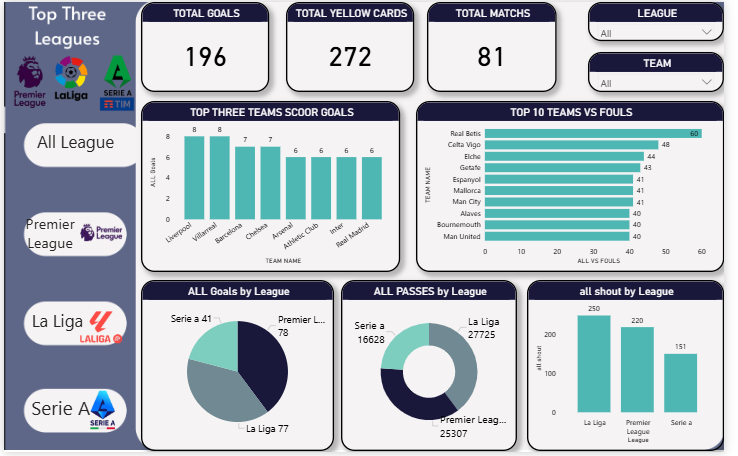 Top Three
Leagues
Premier
League
LaLiga
SERIE A
TIM
All League
Premier
League
Premier
League
La Liga
LALIGA
Serie A
SERIE A
TOTAL GOALS
196
TOTAL YELLOW CARDS
272
TOTAL MATCHS
81
LEAGUE
All
TEAM
All
TOP THREE TEAMS SCOOR GOALS
ALL Goals
8
6
4
2
0
8
8
7
7
6
6
6
6
Liverpool
Villarreal
Barcelona
Chelsea
Arsenal
Athletic Club
Inter
Real Madrid
TEAM NAME
TOP 10 TEAMS VS FOULS
TEAM NAME
Real Betis 60
Celta Vigo 48
Elche 44
Getafe 43
Espanyol 41
Mallorca 41
Man City 41
Alaves 40
Bournemouth 40
Man United 40
0 10 20 30 40 50 60
ALL VS FOULS
ALL Goals by League
Serie a 41
Premier L...
78
La Liga 77
ALL PASSES by League
Serie a
16628
La Liga
27725
Premier Leag...
25307
all shout by League
all shout
200
100
0
250
220
151
La Liga
Premier
League
Serie a
League